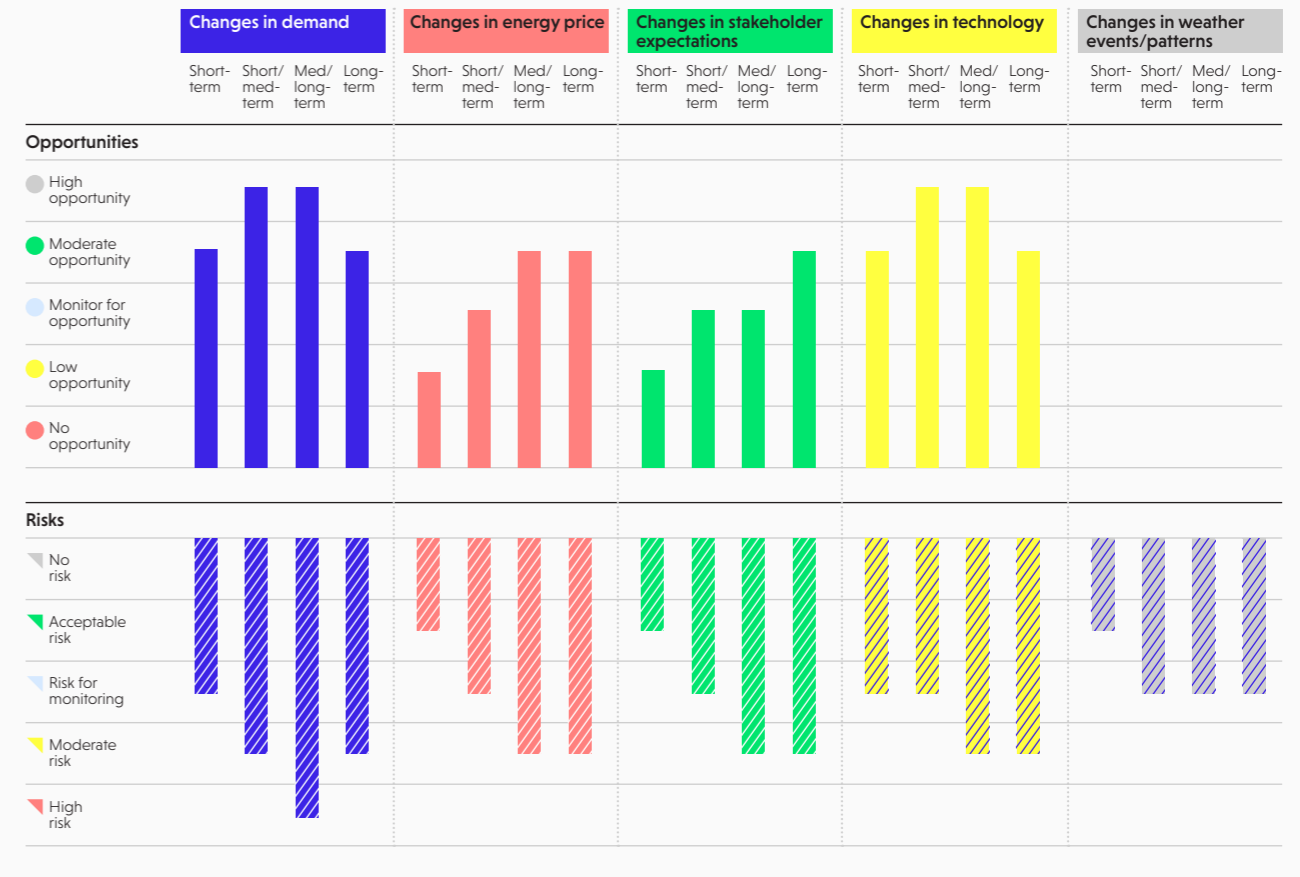 Changes in demand
Changes in energy price
Changes in stakeholder
expectations
Changes in technology
Changes in weather
events/patterns
Short-
term
Short/
med-
term
Med/
long-
term
Long-
term
Short-
term
Short/
med-
term
Med/
long-
term
Long-
term
Short-
term
Short/
med-
term
Med/
long-
term
Long-
term
Short-
term
Short/
med-
term
Med/
long-
term
Long-
term
Short-
term
Short/
med-
term
Med/
long-
term
Long-
term
Opportunities
High
opportunity
Moderate
opportunity
Monitor for
opportunity
Low
opportunity
No
opportunity
Risks
No
risk
Acceptable
risk
Risk for
monitoring
Moderate
risk
High
risk